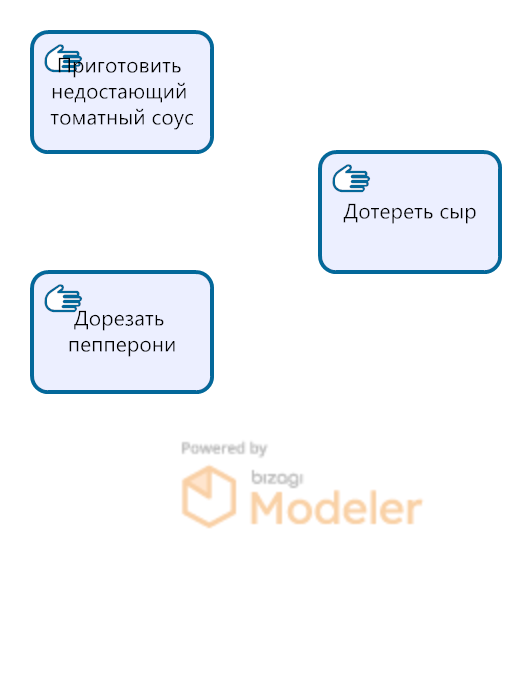 Приготовить
недостающий
томатный соус
Дотереть сыр
Дорезать
пепперони
Powered by
bizagi
Modeler